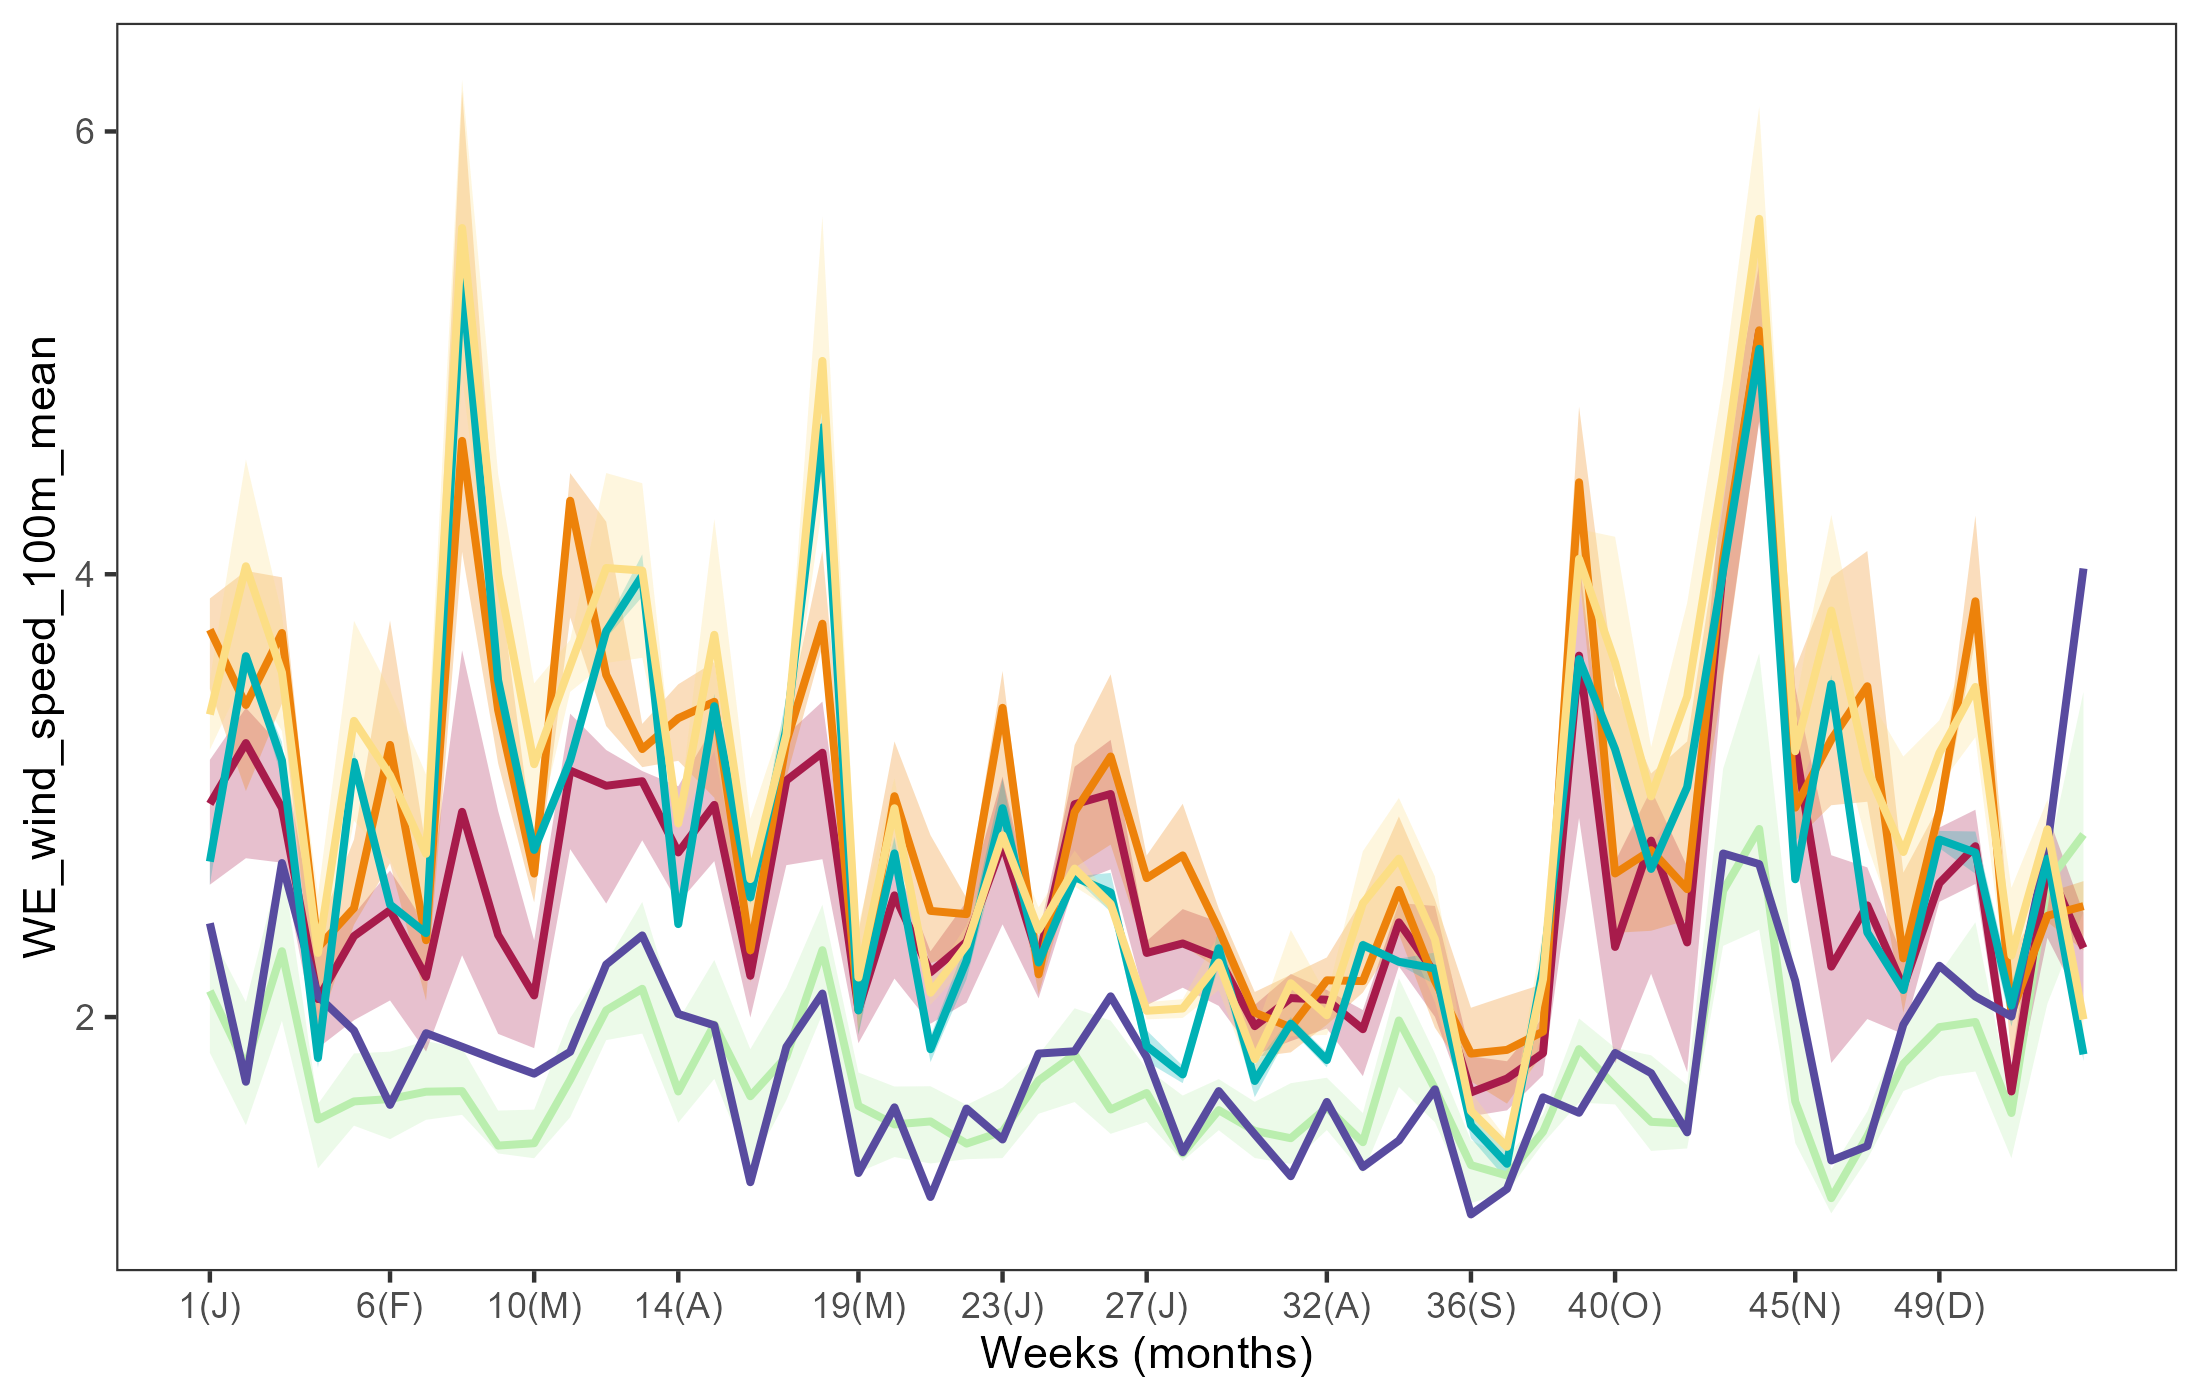 WE_wind_speed_100m_mean
6
4
2
1(J) 6(F) 10(M) 14(A) 19(M) 23(J) 27(J) 32(A) 36(S) 40(O) 45(N) 49(D)
Weeks (months)